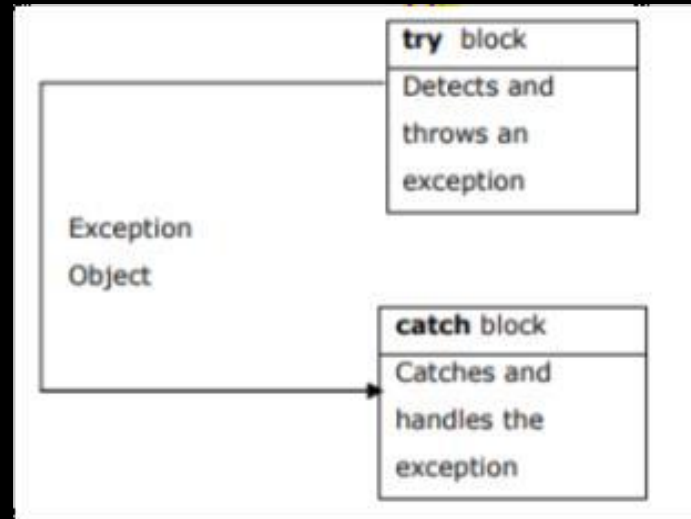 try block
Detects and
throws an
exception
Exception
Object
catch block
Catches and
handles the
exception